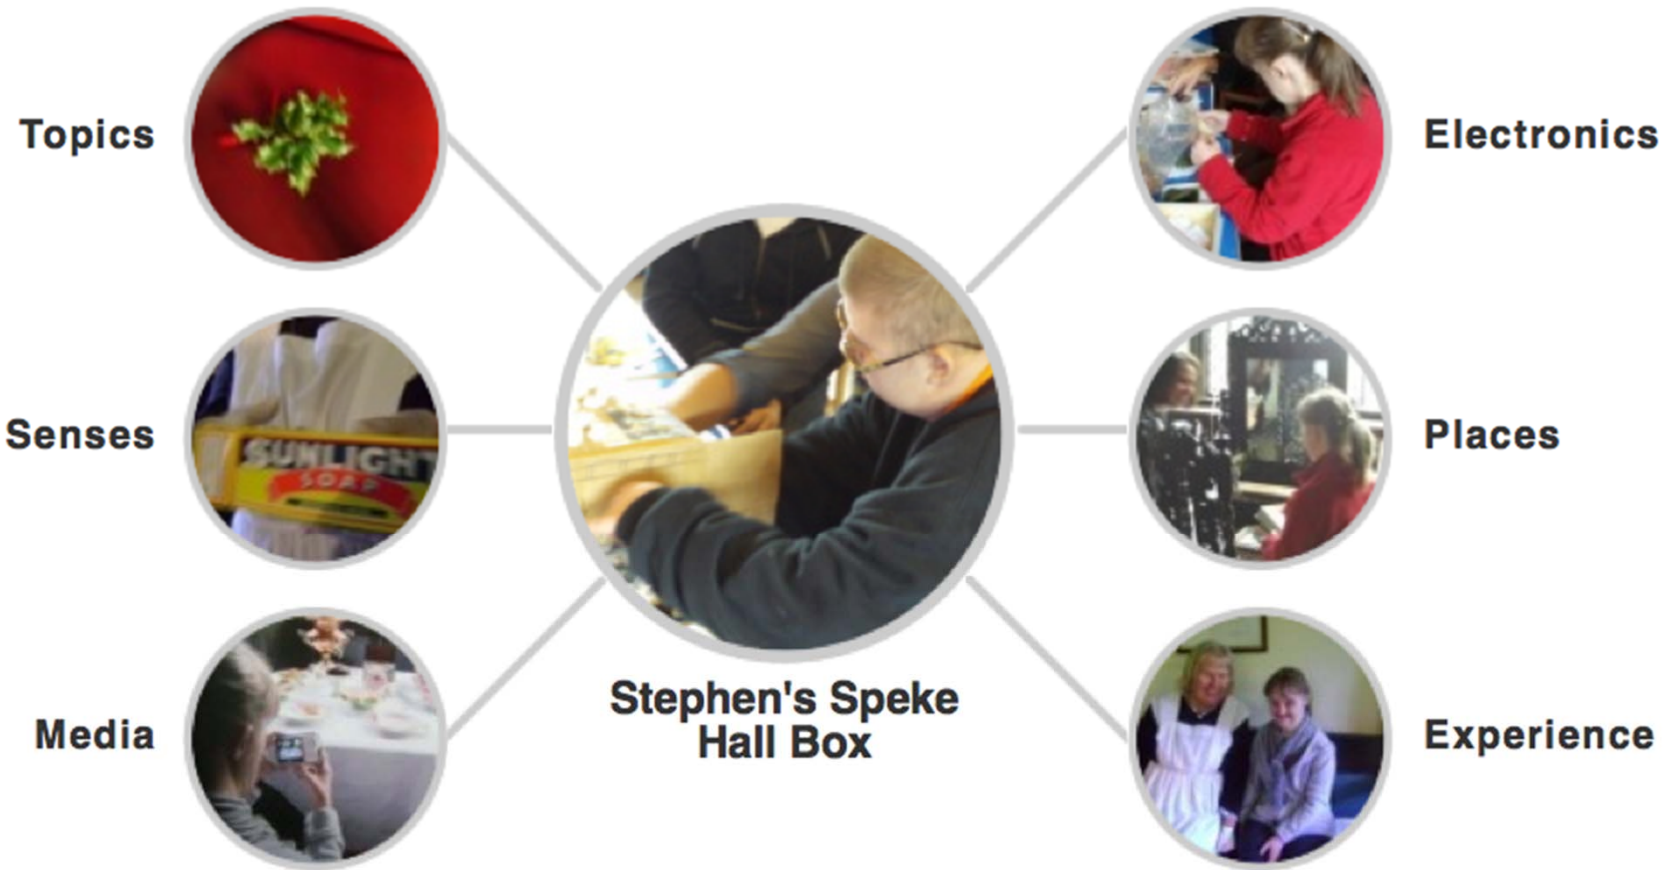 Topics
Electronics
Senses
SUNLIGHT
SOAP
Places
Stephen's Speke
Hall Box
Media
Experience